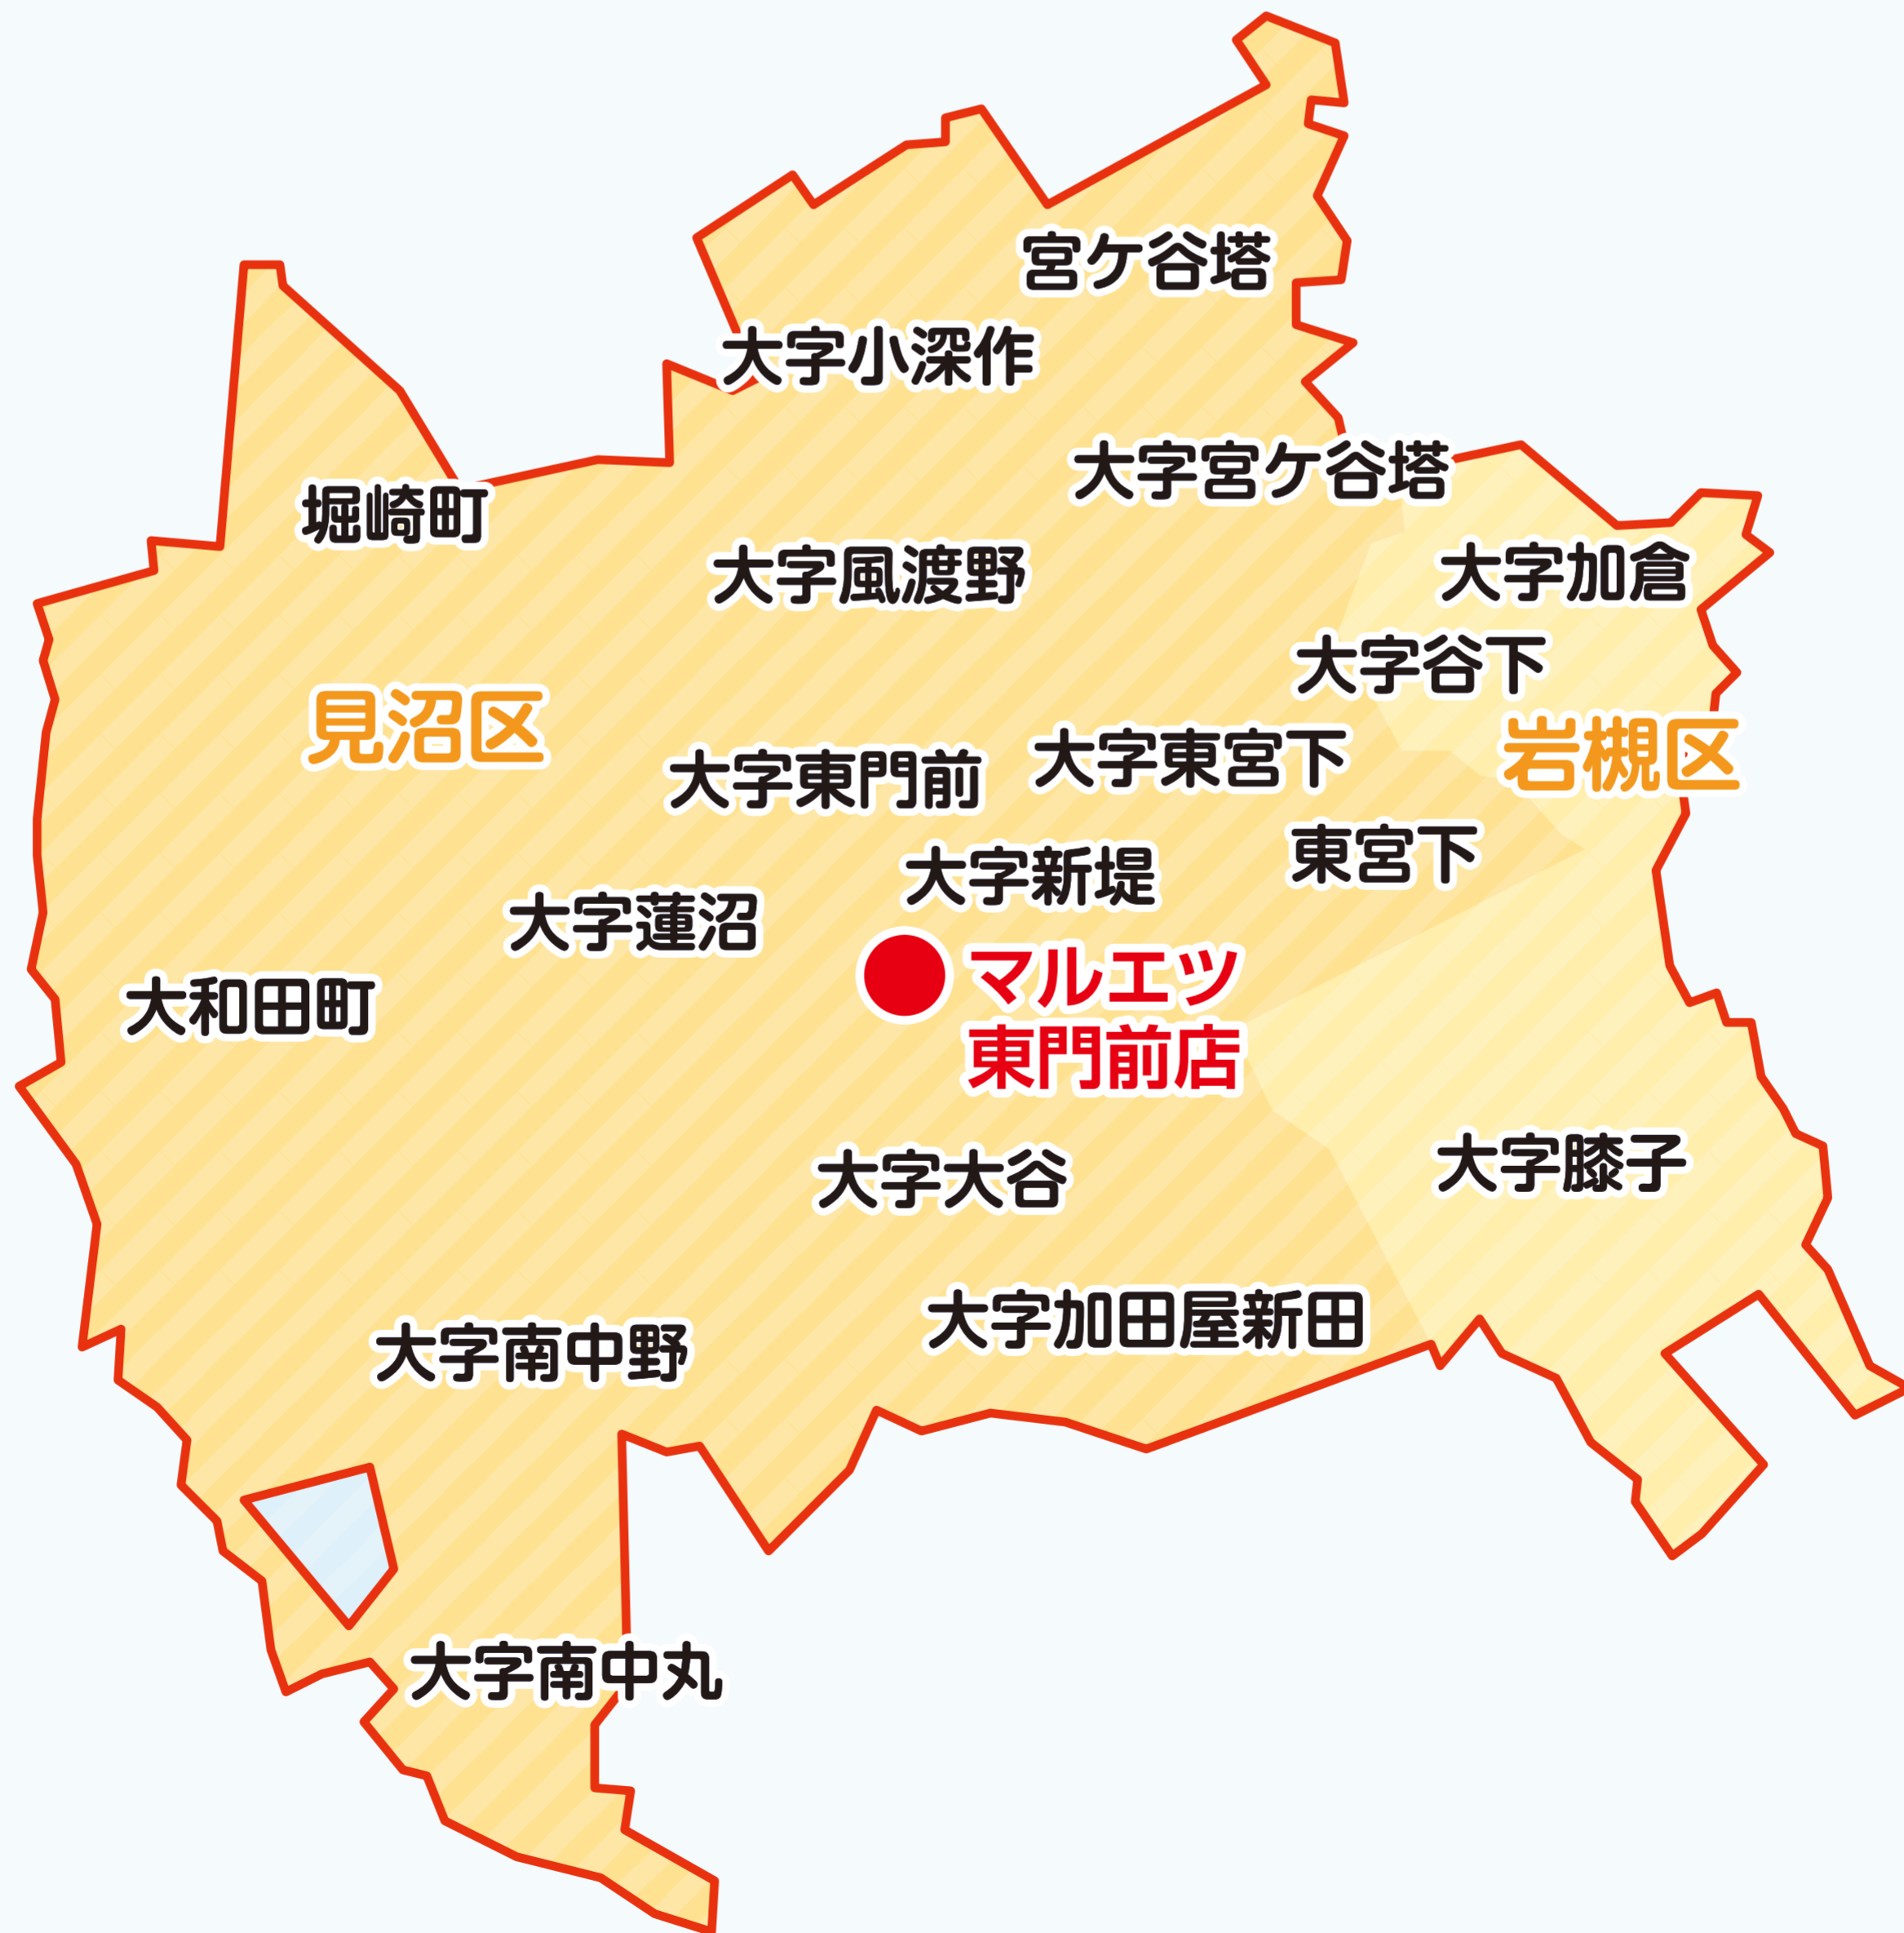 宮ケ谷塔
大字小深作
大字宮ケ谷塔
堀崎町
大字風渡野
大字加倉
大字谷下
見沼区
岩槻区
大字東宮下
大字東門前
東宮下
大字新堤
大字蓮沼
マルエツ
東門前店
大和田町
大字大谷
大字膝子
大字加田屋新田
大字南中野
大字南中丸